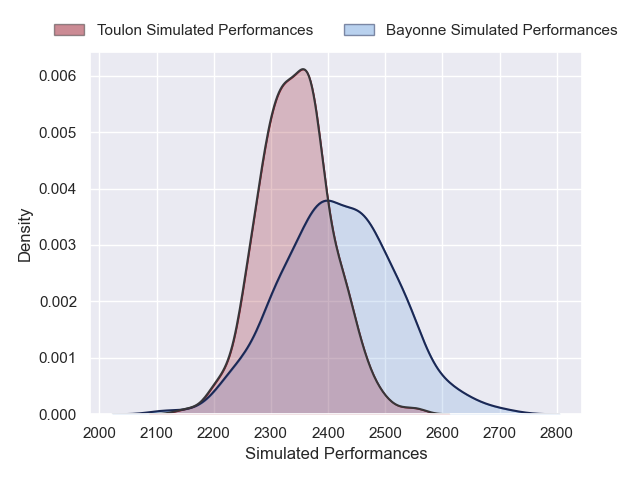 Toulon Simulated Performances
Bayonne Simulated Performances
0.006
0.005
0.004
0.003
0.002
0.001
0.000
Density
2000 2100 2200 2300 2400 2500 2600 2700 2800
Simulated Performances